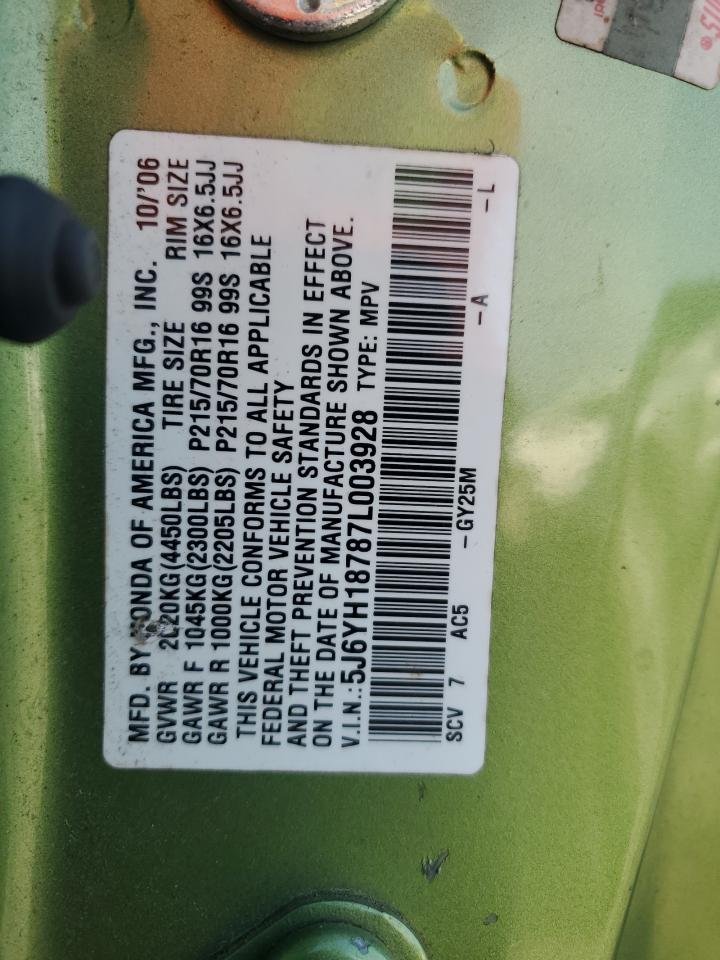 MFD. BY HONDA OF AMERICA MFG., INC. 10/'06
GVWR 2020KG(4450LBS) TIRE SIZE RIM SIZE
GAWR F 1045KG(2300LBS) P215/70R16 99S 16X6.5JJ
GAWR R 1000KG(2205LBS) P215/70R16 99S 16X6.5JJ
THIS VEHICLE CONFORMS TO ALL APPLICABLE
FEDERAL MOTOR VEHICLE SAFETY
AND THEFT PREVENTION STANDARDS IN EFFECT
ON THE DATE OF MANUFACTURE SHOWN ABOVE.
V.I.N.:5J6YH18787L003928 TYPE: MPV
SCV 7 AC5 -GY25M -A -L